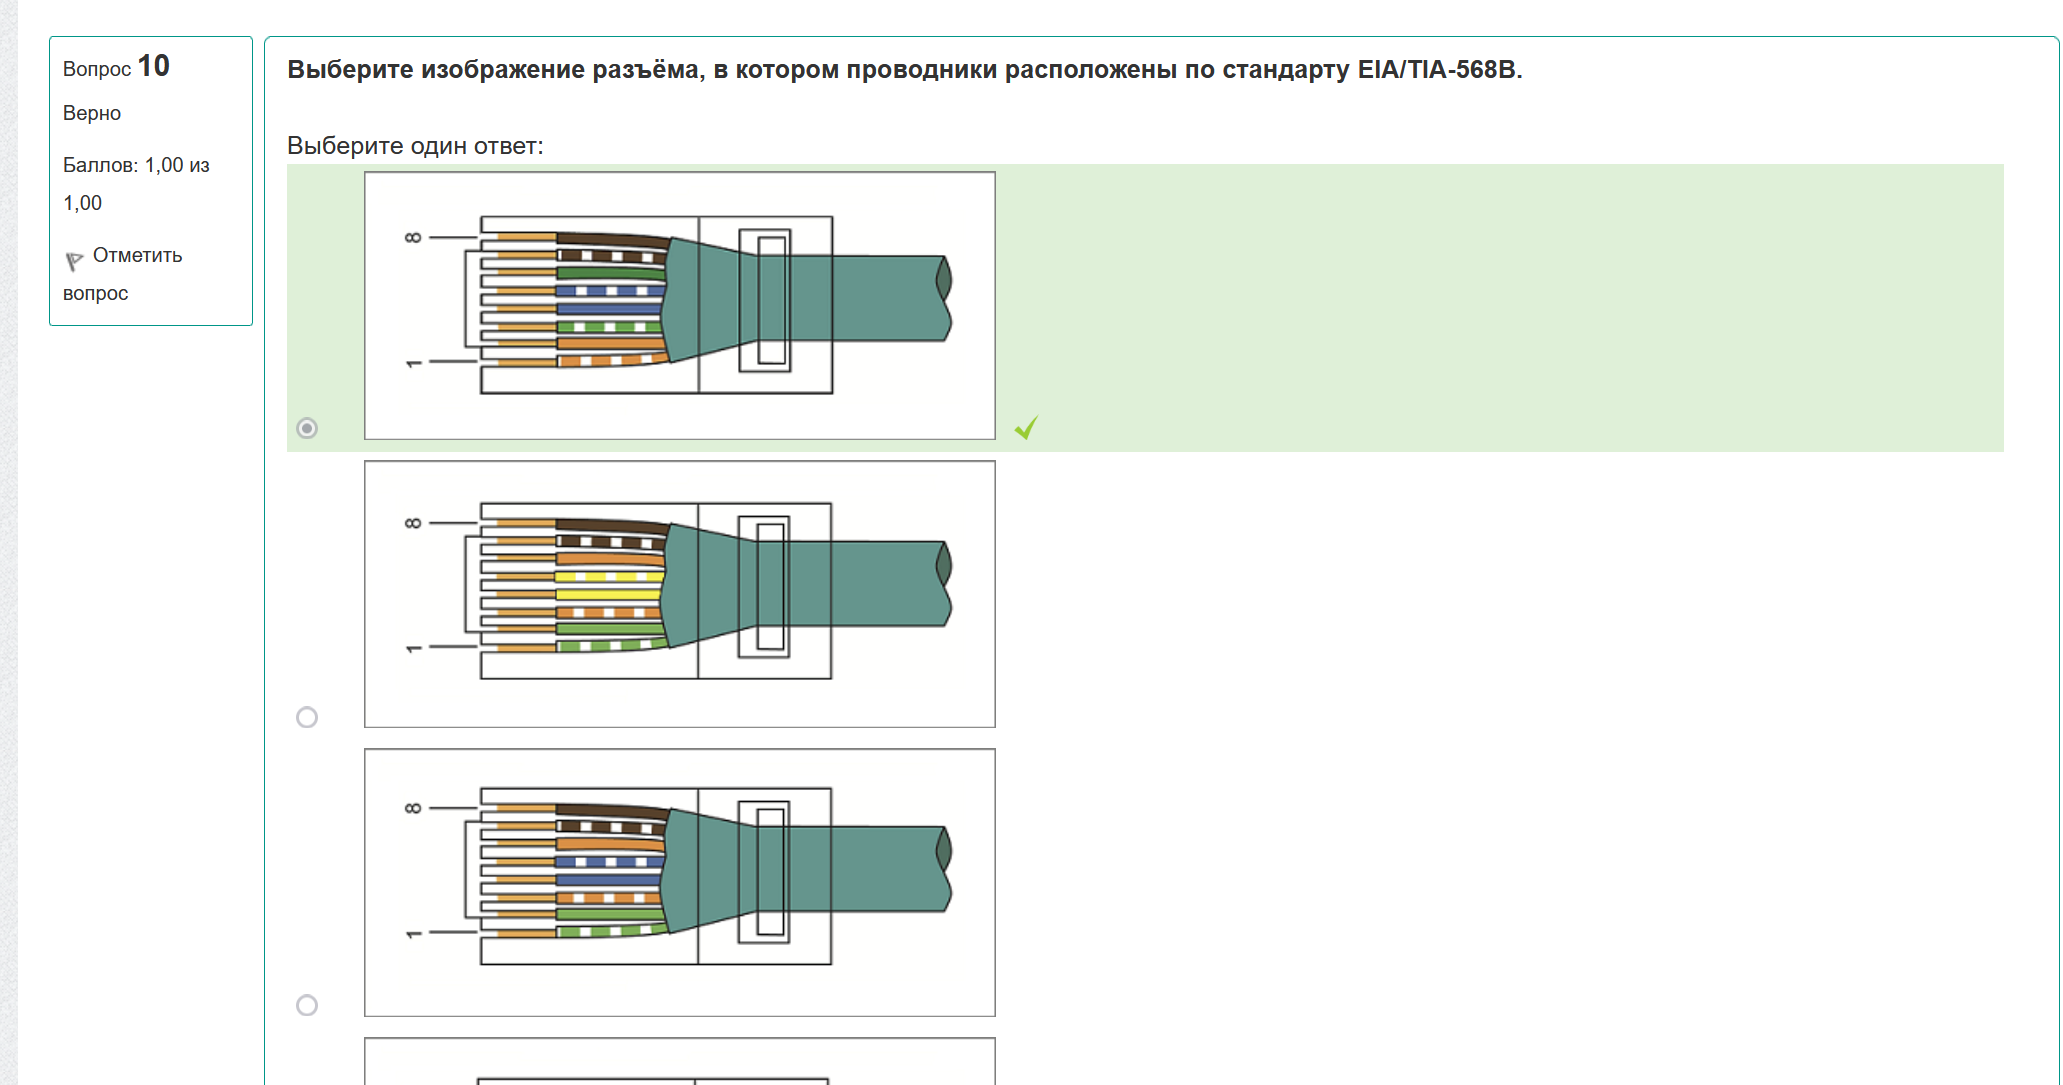 Вопрос 10
Верно
Баллов: 1,00 из
1,00
Отметить
вопрос
Выберите изображение разъёма, в котором проводники расположены по стандарту EIA/TIA-568B.
Выберите один ответ:
8
1
8
1
8
1